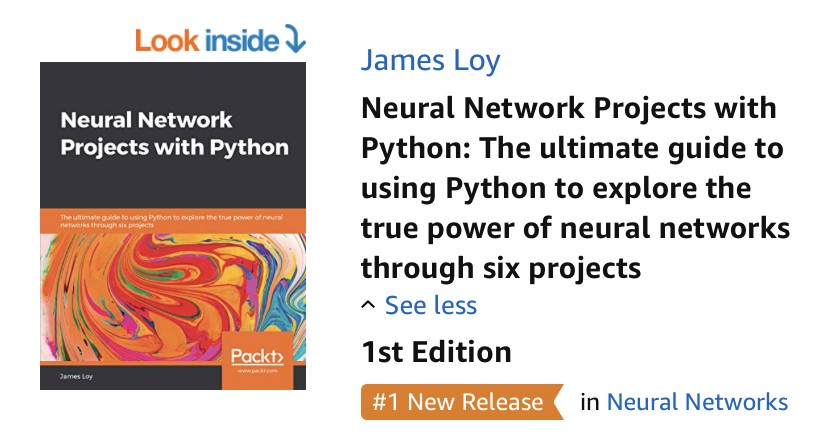 Look inside
Neural Network
Projects with Python
The ultimate guide to using Python to explore the true power of neural
networks through six projects
Packt>
www.packt.com
James Loy
James Loy
Neural Network Projects with
Python: The ultimate guide to
using Python to explore the
true power of neural networks
through six projects
See less
1st Edition
#1 New Release in Neural Networks